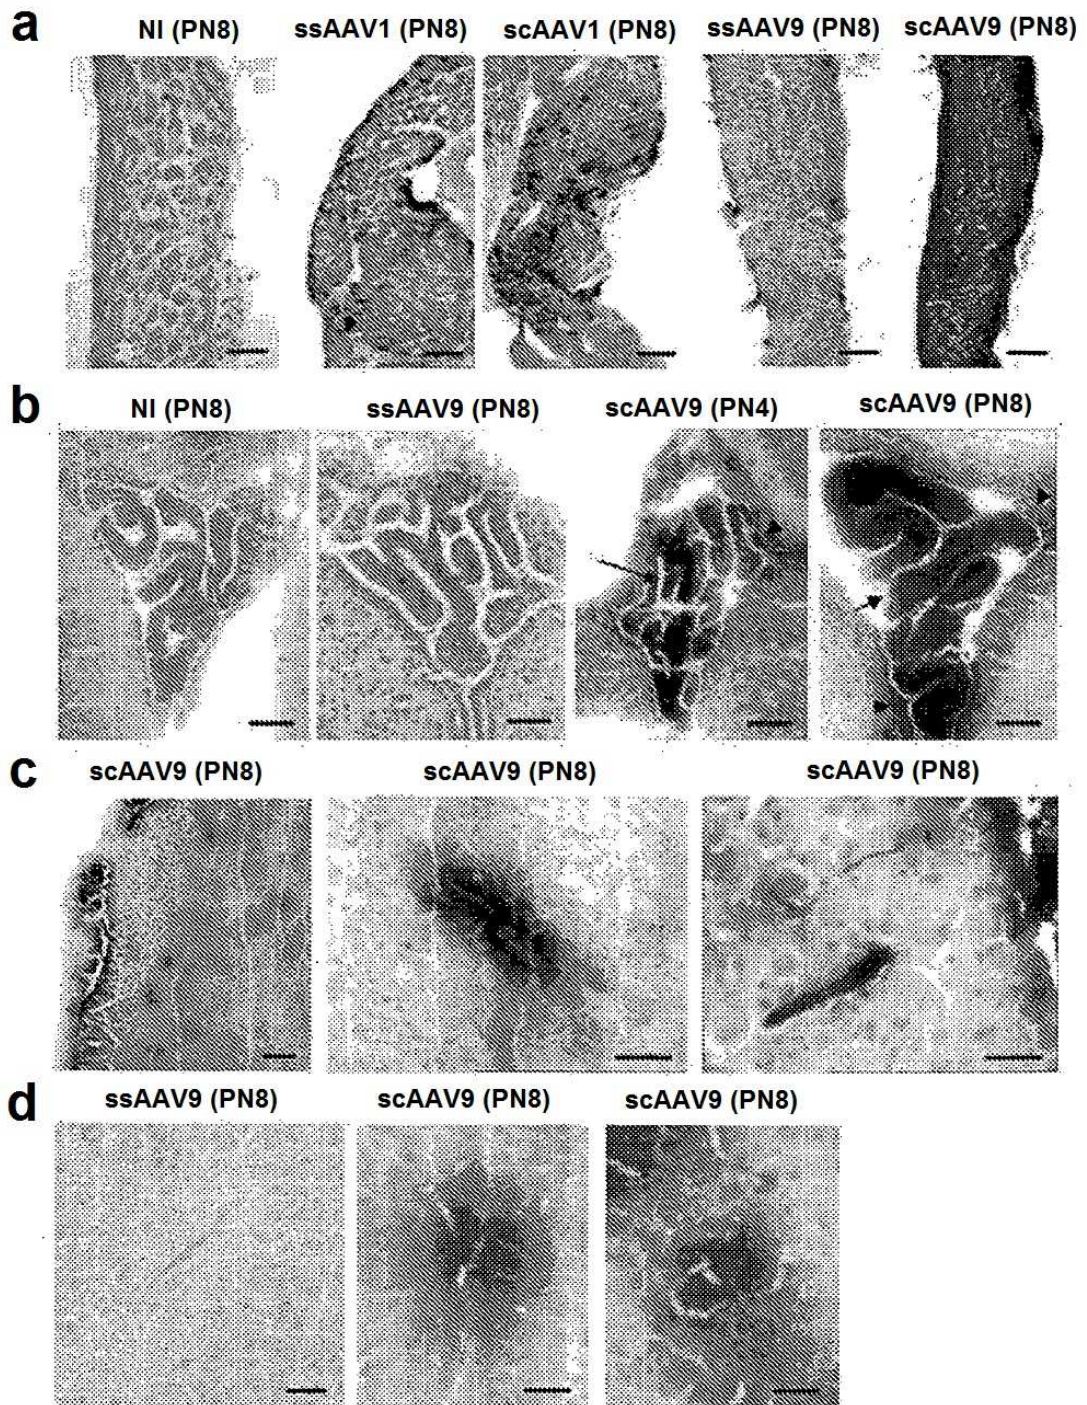 a
NI (PN8) ssAAV1 (PN8) scAAV1 (PN8) ssAAV9 (PN8) scAAV9 (PN8)
b
NI (PN8) ssAAV9 (PN8) scAAV9 (PN4) scAAV9 (PN8)
c
scAAV9 (PN8) scAAV9 (PN8) scAAV9 (PN8)
d
ssAAV9 (PN8) scAAV9 (PN8) scAAV9 (PN8)